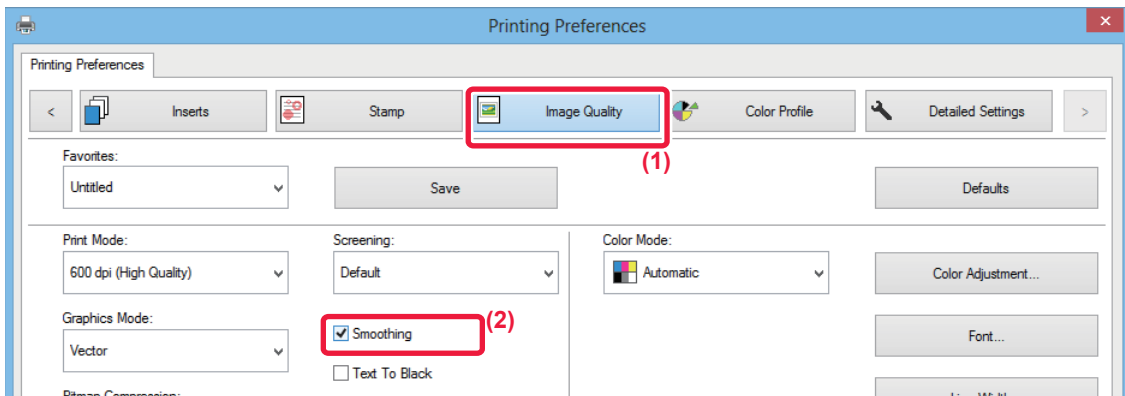 Printing Preferences
Printing Preferences
< Inserts Stamp Image Quality Color Profile Detailed Settings >
(1)
Favorites:
Untitled Save Defaults
Print Mode: Screening: Color Mode:
600 dpi (High Quality) Default Automatic Color Adjustment...
Graphics Mode:
(2)
Smoothing
Vector Font...
Text To Black
Bitmap Compression: